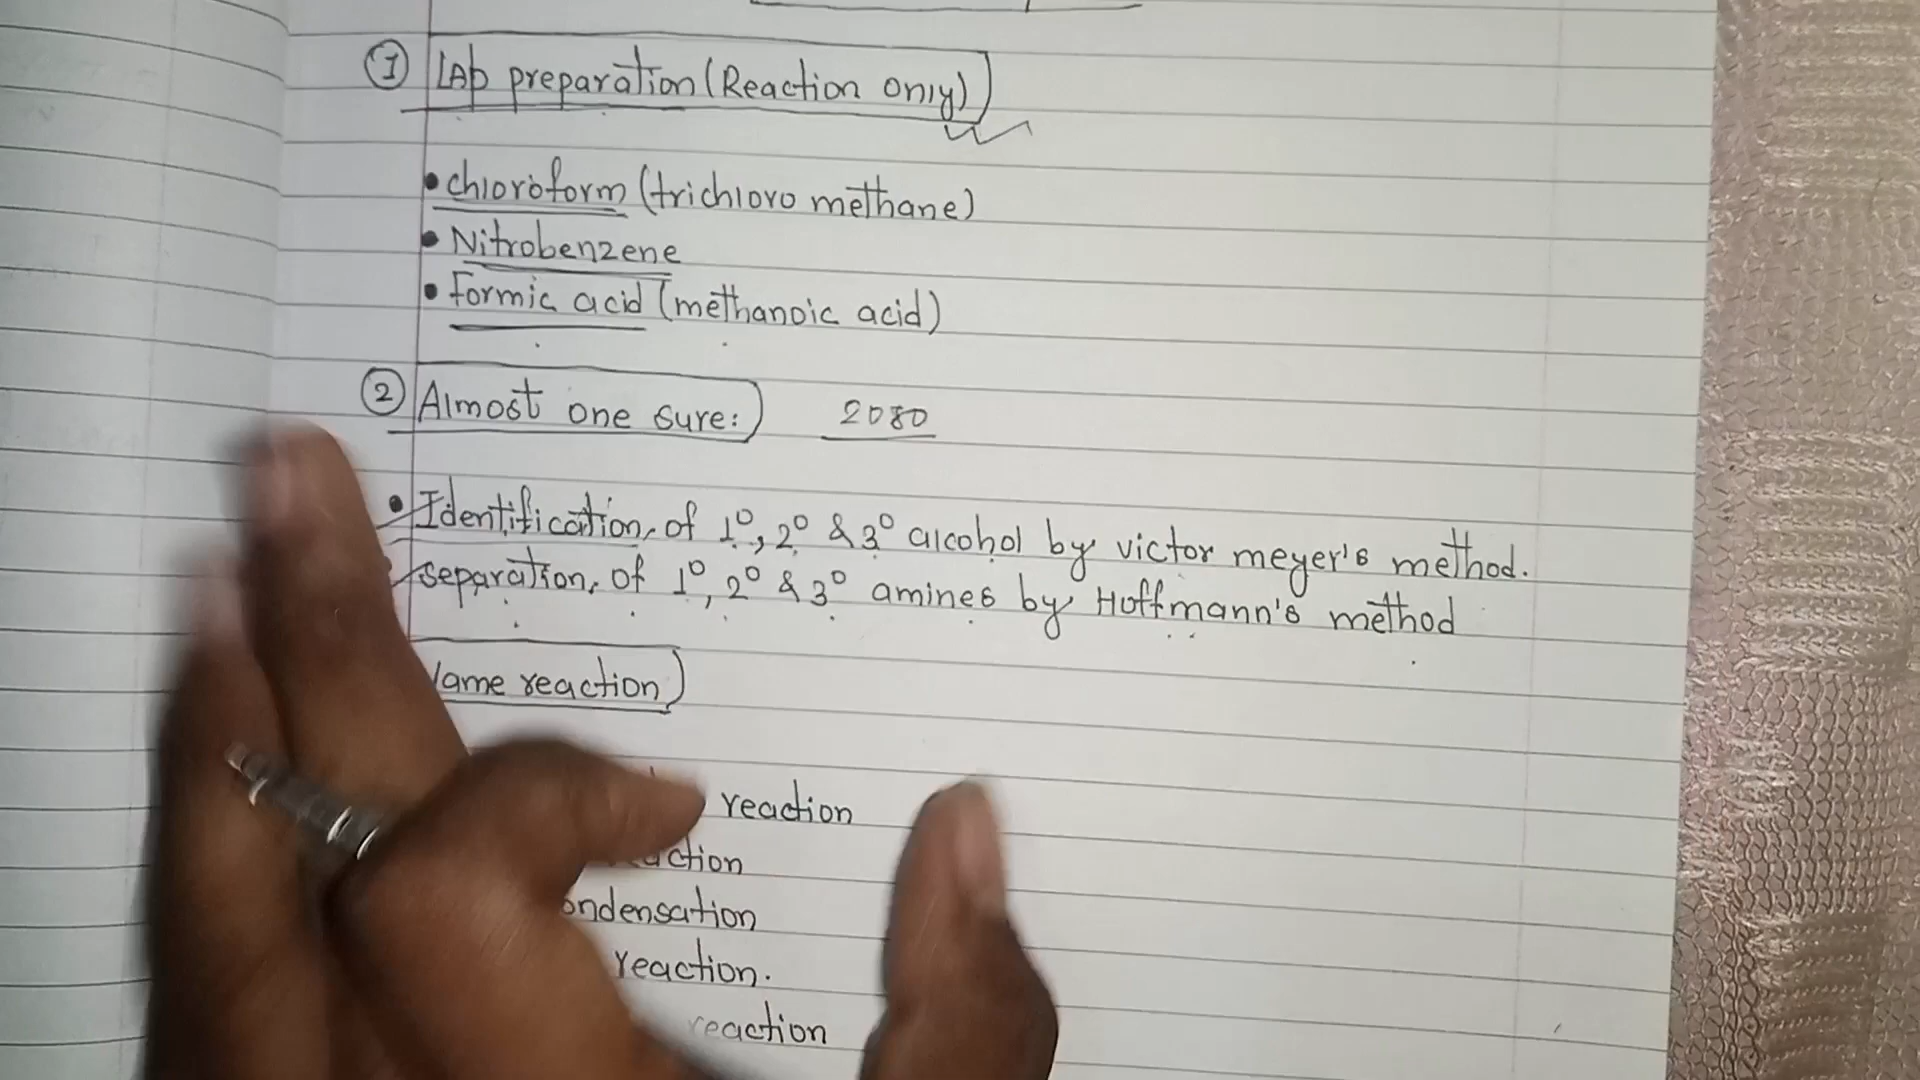 ① Lab preparation (Reaction only)
• chloroform (trichloro methane)
• Nitrobenzene
• Formic acid (methanoic acid)
② Almost one sure: 2080
• Identification of 1°, 2° & 3° alcohol by victor meyer's method.
• separation of 1°, 2° & 3° amines by Hoffmann's method
ame reaction
reaction
ction
ondensation
reaction.
reaction